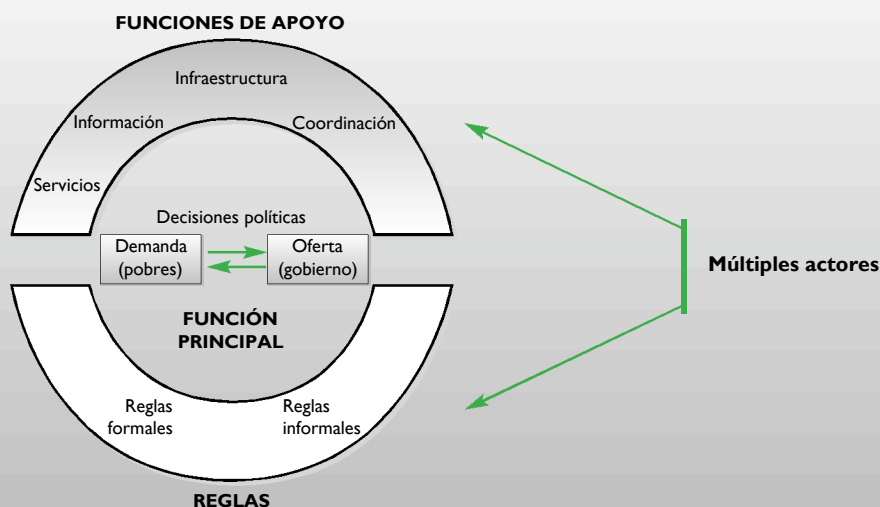 FUNCIONES DE APOYO
Infraestructura
Información
Coordinación
Servicios
Decisiones políticas
Demanda
(pobres)
Oferta
(gobierno)
Múltiples actores
FUNCIÓN
PRINCIPAL
Reglas
formales
Reglas
informales
REGLAS